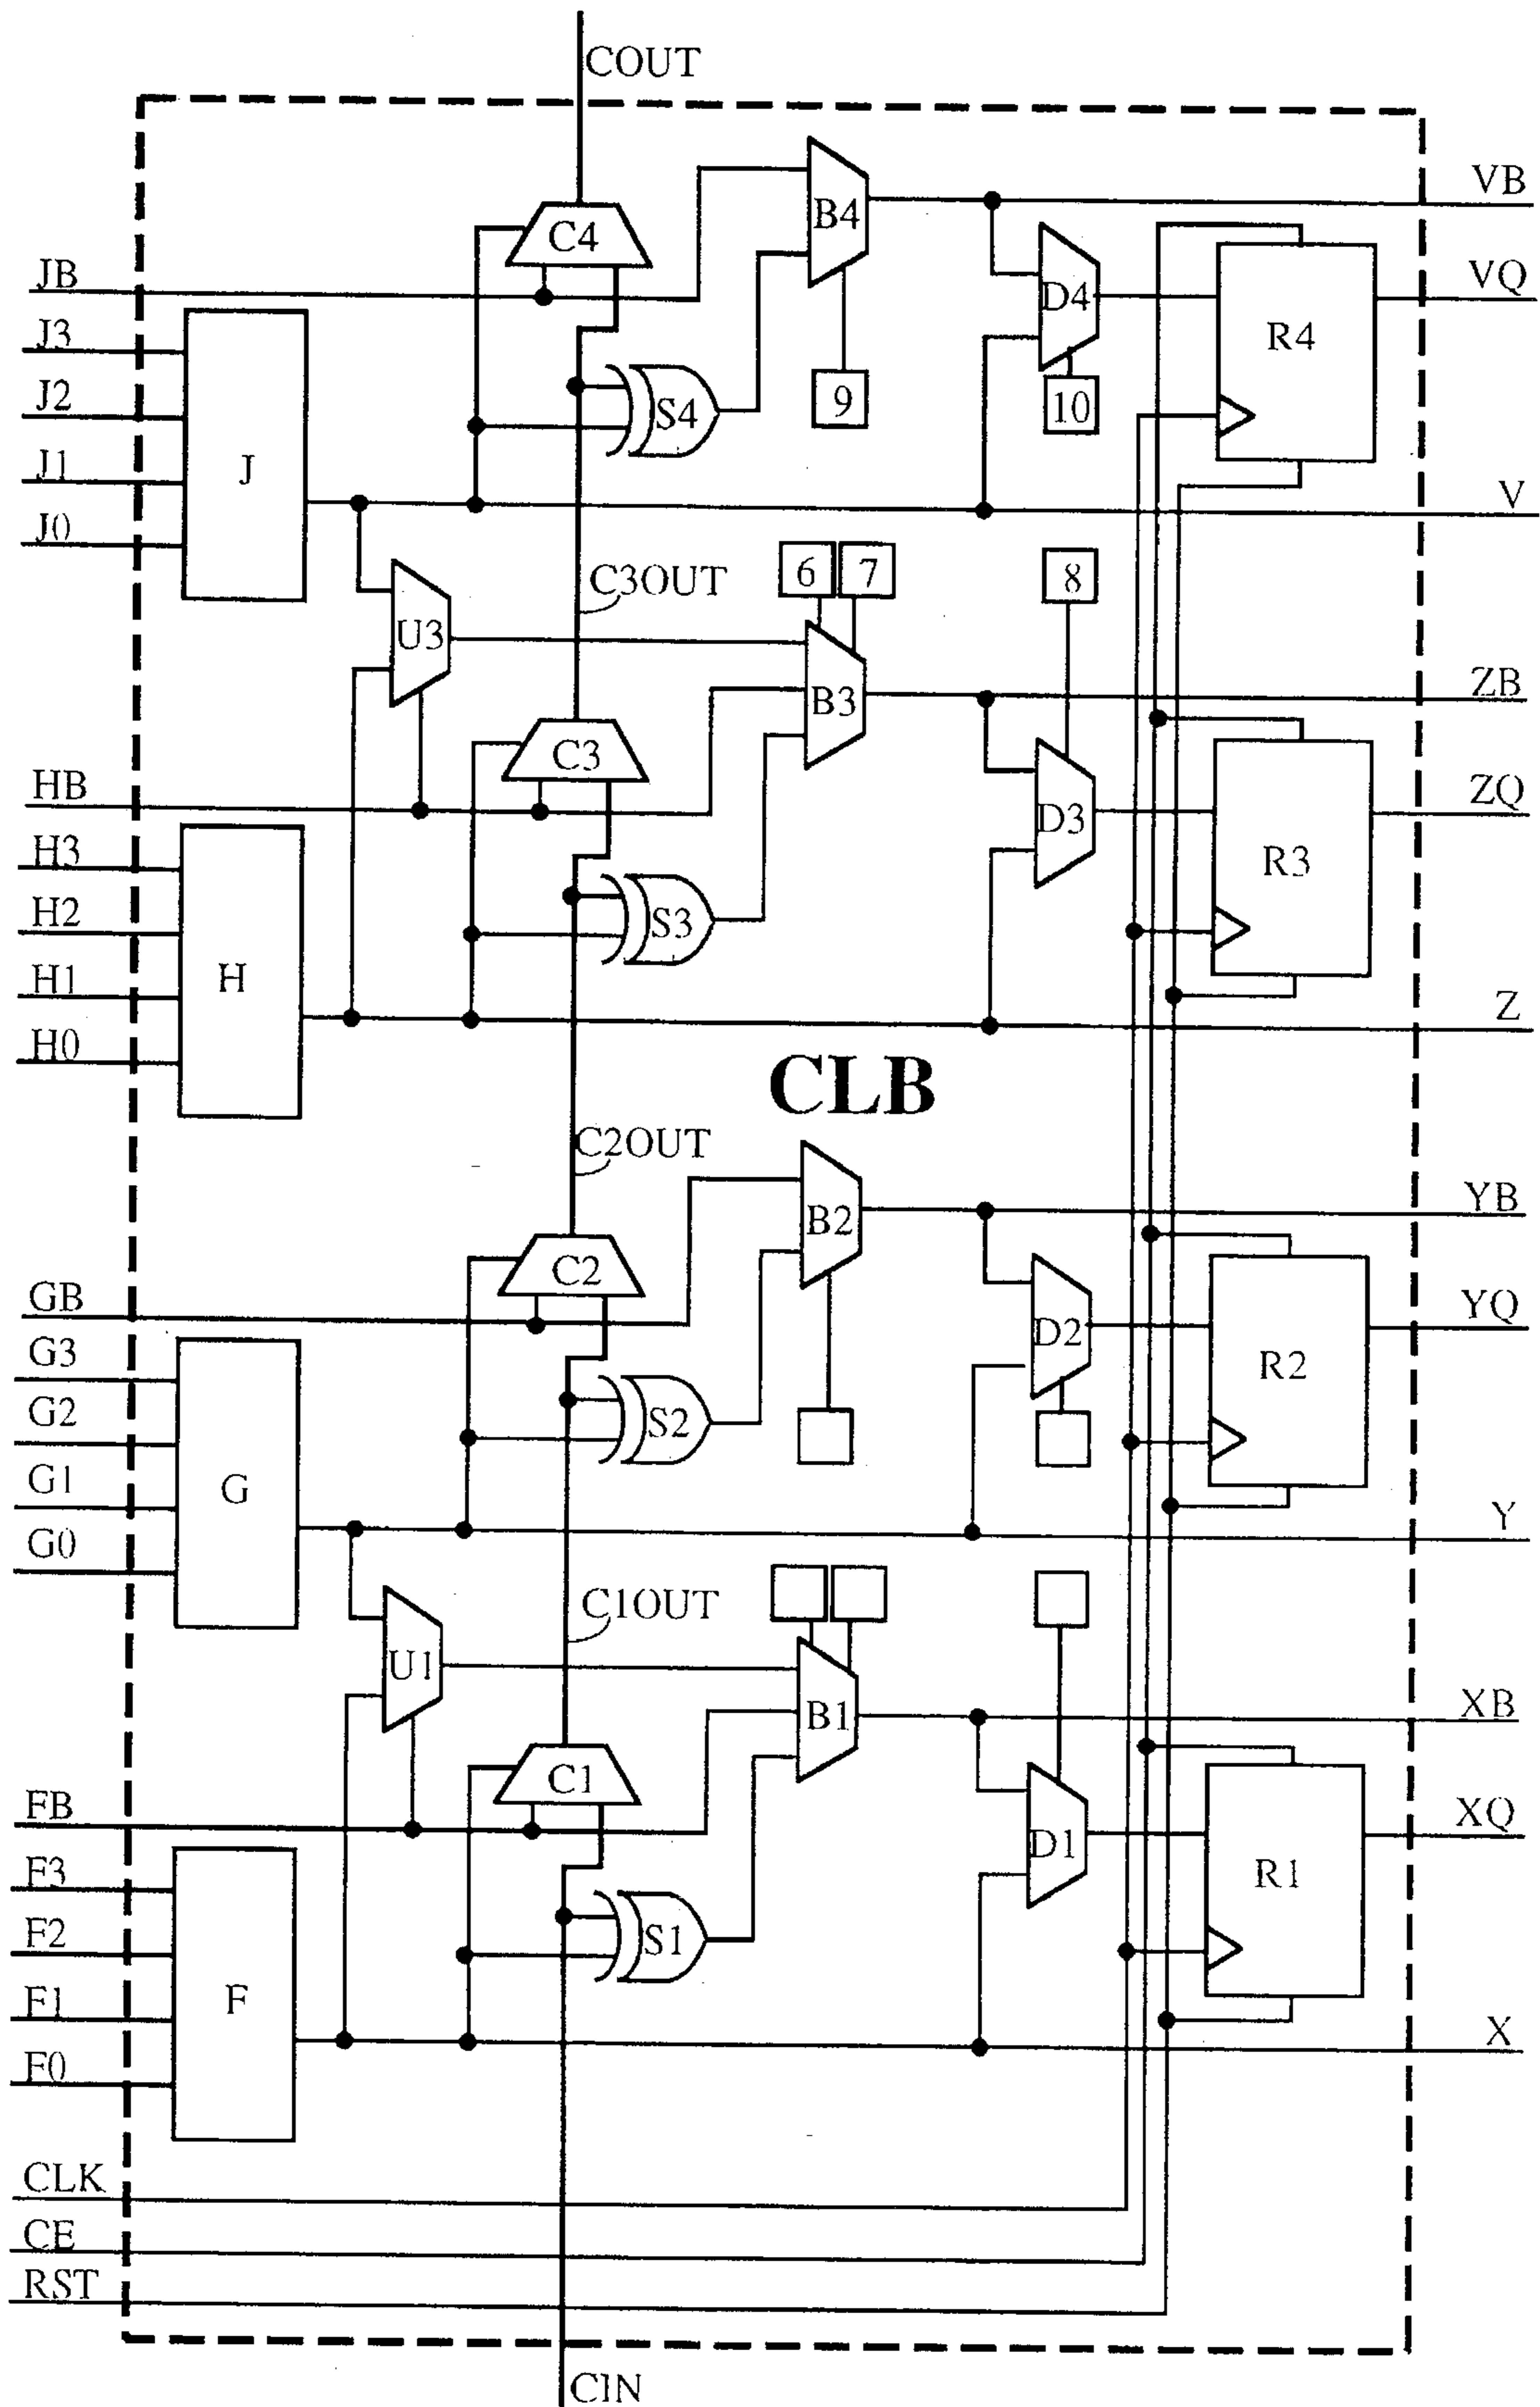 COUT
VB
C4
B4
JB
D4
VQ
J3
R4
J2
9
10
S4
J1
J
V
J0
C3OUT
6
7
8
U3
ZB
B3
C3
HB
D3
ZQ
H3
R3
H2
S3
H1
H
Z
H0
CLB
C2OUT
YB
B2
C2
GB
D2
YQ
G3
R2
G2
S2
G1
G
Y
G0
C1OUT
U1
XB
B1
C1
FB
D1
XQ
F3
R1
F2
S1
F1
F
X
F0
CLK
CE
RST
CIN